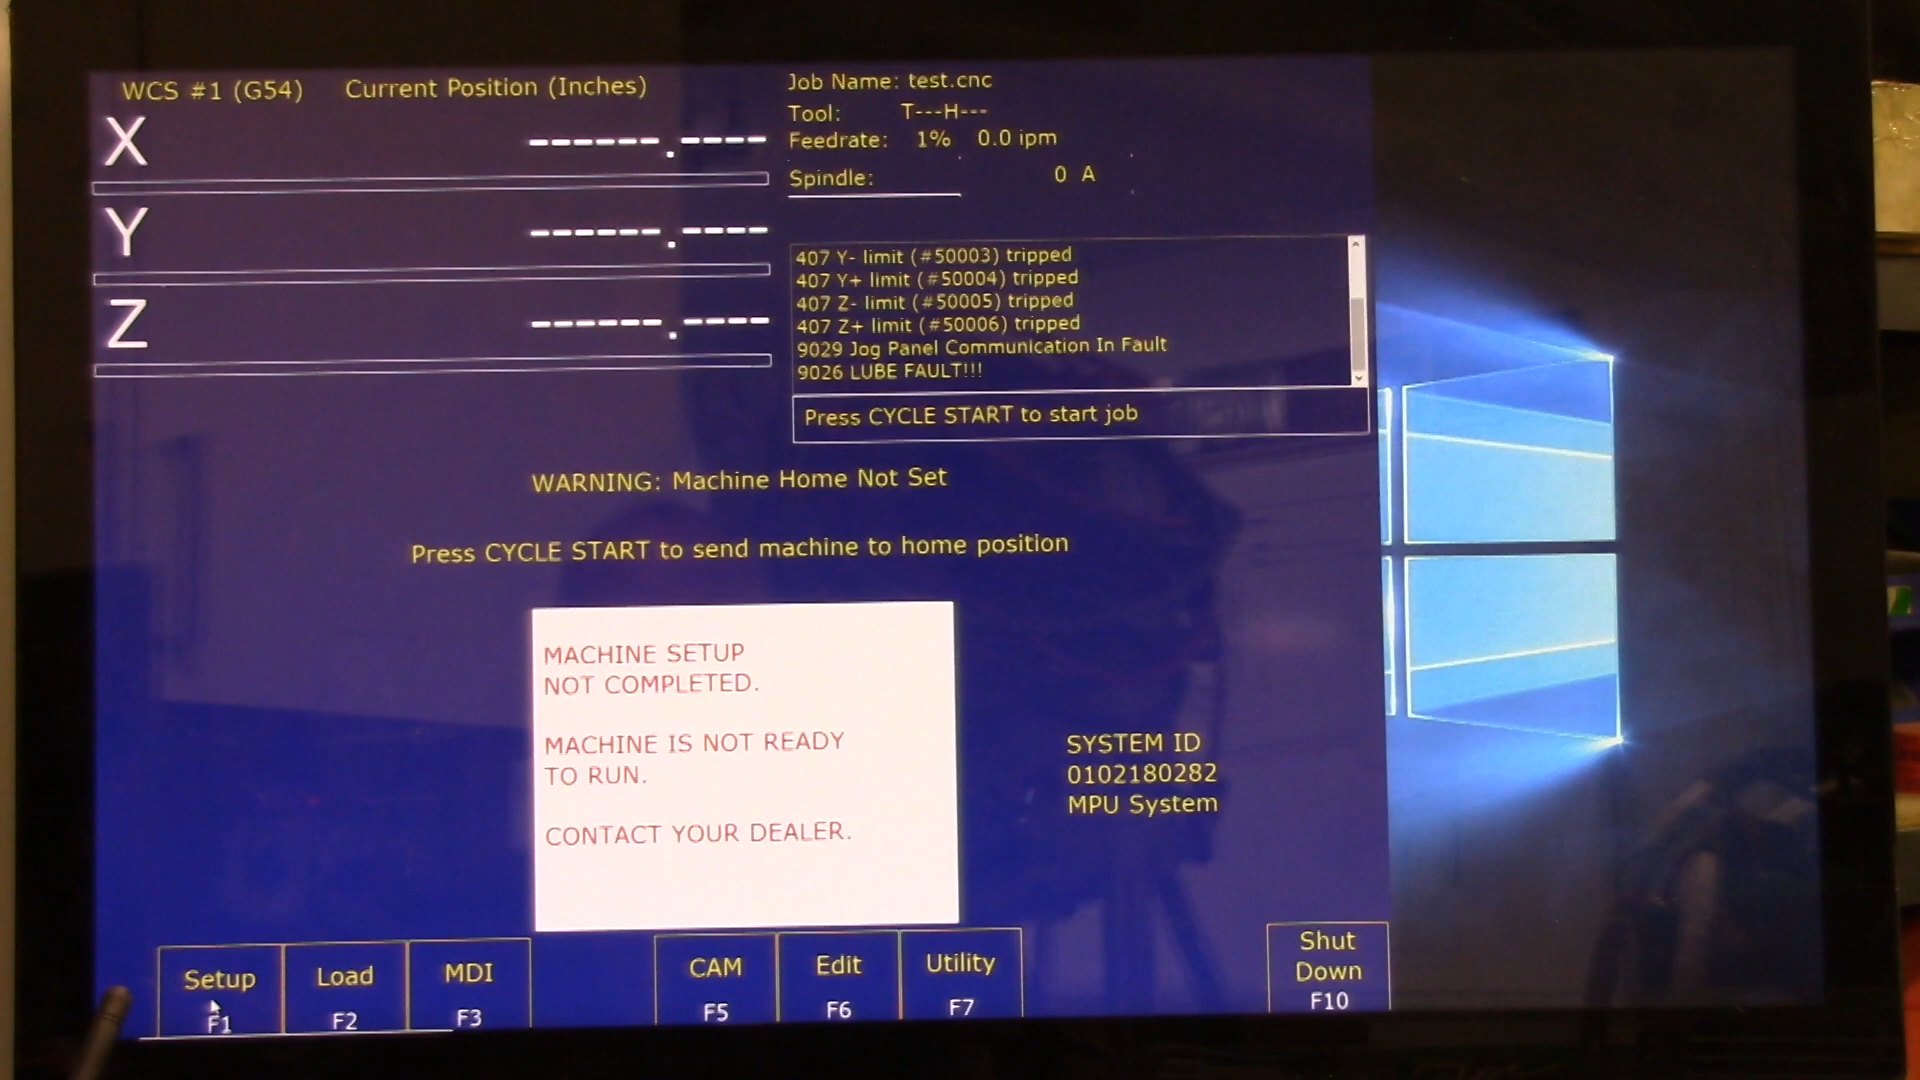 WCS #1 (G54) Current Position (Inches)
X ------.----
Y ------.----
Z ------.----
Job Name: test.cnc
Tool: T---H---
Feedrate: 1% 0.0 ipm
Spindle: 0 A
407 Y- limit (#50003) tripped
407 Y+ limit (#50004) tripped
407 Z- limit (#50005) tripped
407 Z+ limit (#50006) tripped
9029 Jog Panel Communication In Fault
9026 LUBE FAULT!!!
Press CYCLE START to start job
WARNING: Machine Home Not Set
Press CYCLE START to send machine to home position
MACHINE SETUP
NOT COMPLETED.
MACHINE IS NOT READY
TO RUN.
CONTACT YOUR DEALER.
SYSTEM ID
0102180282
MPU System
Setup
F1
Load
F2
MDI
F3
CAM
F5
Edit
F6
Utility
F7
Shut
Down
F10